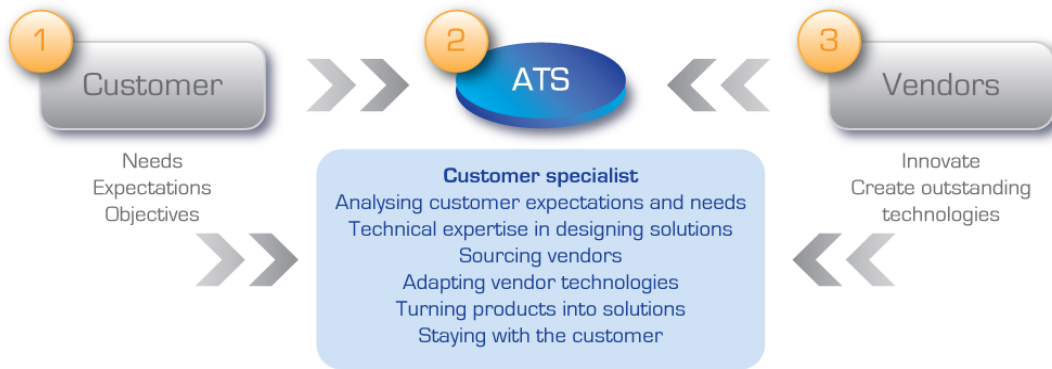 1
Customer
Needs
Expectations
Objectives
2
ATS
Customer specialist
Analysing customer expectations and needs
Technical expertise in designing solutions
Sourcing vendors
Adapting vendor technologies
Turning products into solutions
Staying with the customer
3
Vendors
Innovate
Create outstanding
technologies